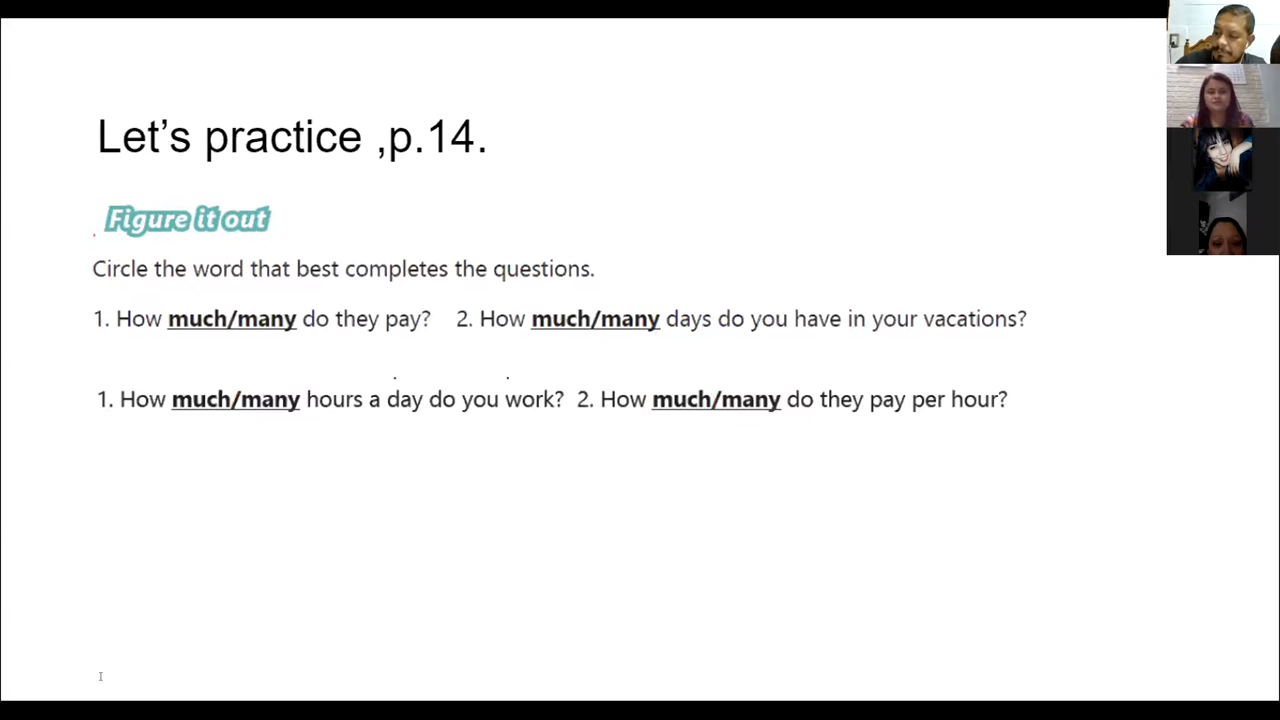 Let's practice ,p.14.
Figure it out
Circle the word that best completes the questions.
1. How much/many do they pay? 2. How much/many days do you have in your vacations?
1. How much/many hours a day do you work? 2. How much/many do they pay per hour?